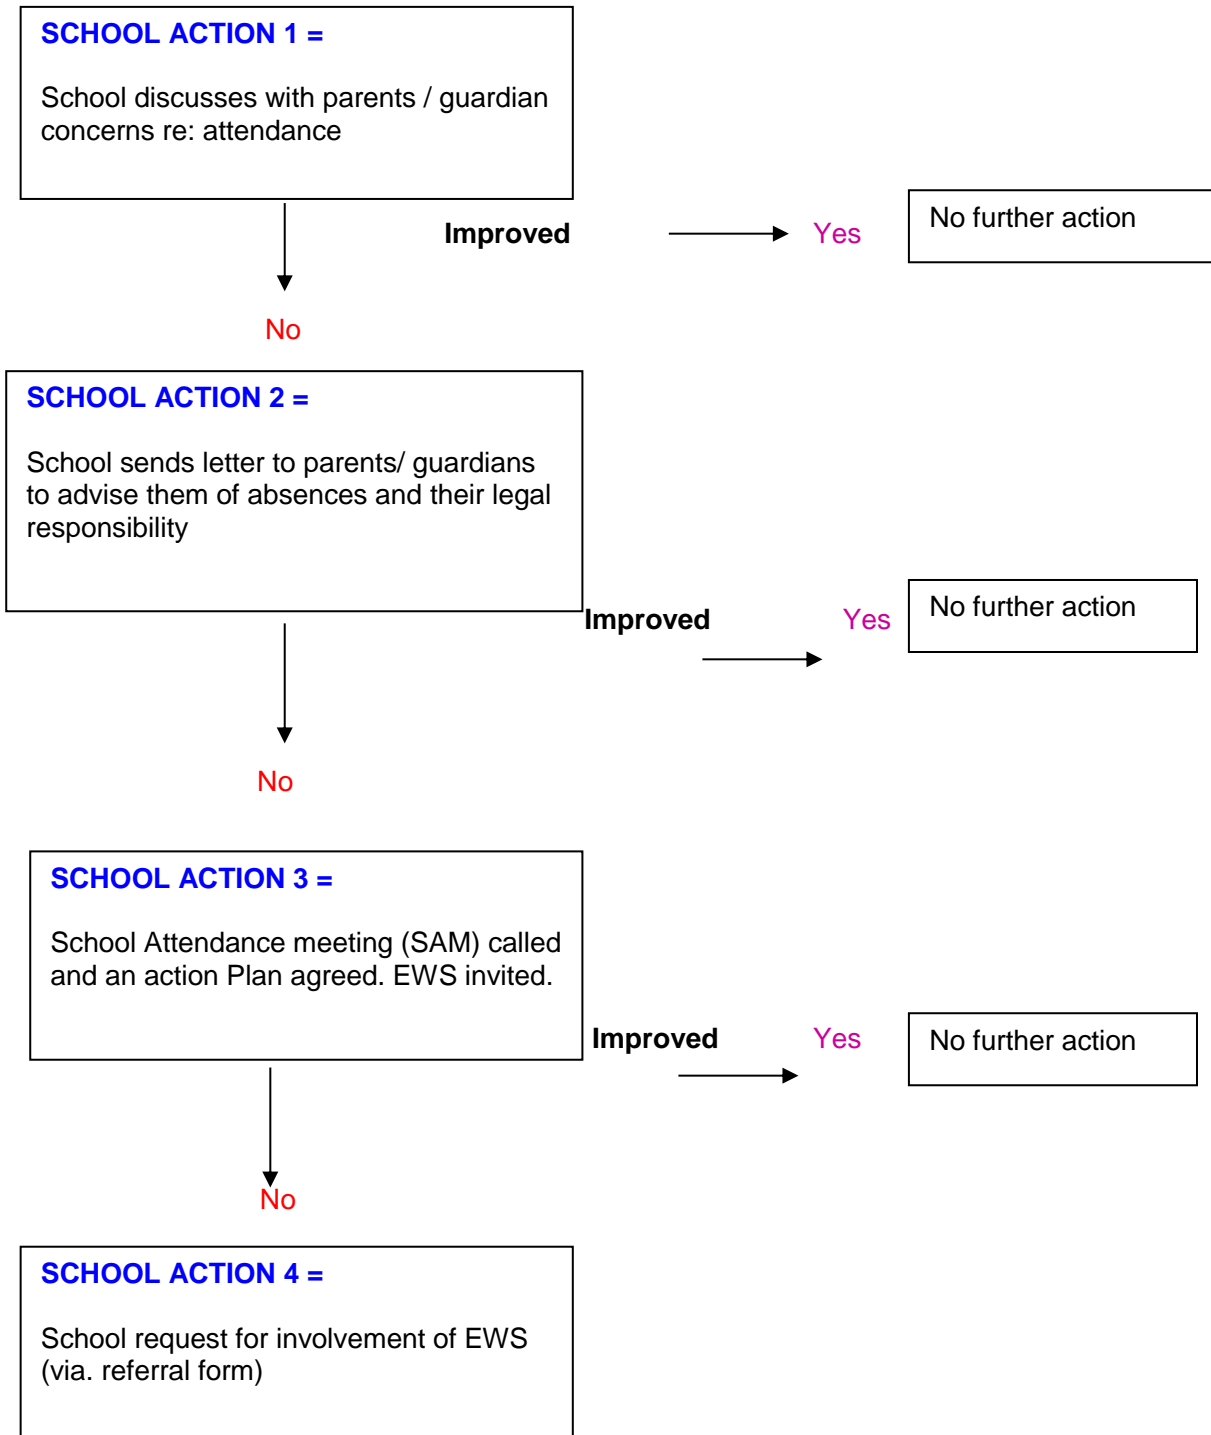 SCHOOL ACTION 1 =
School discusses with parents / guardian
concerns re: attendance
Improved
Yes
No further action
No
SCHOOL ACTION 2 =
School sends letter to parents/ guardians
to advise them of absences and their legal
responsibility
Improved
Yes
No further action
No
SCHOOL ACTION 3 =
School Attendance meeting (SAM) called
and an action Plan agreed. EWS invited.
Improved
Yes
No further action
No
SCHOOL ACTION 4 =
School request for involvement of EWS
(via. referral form)